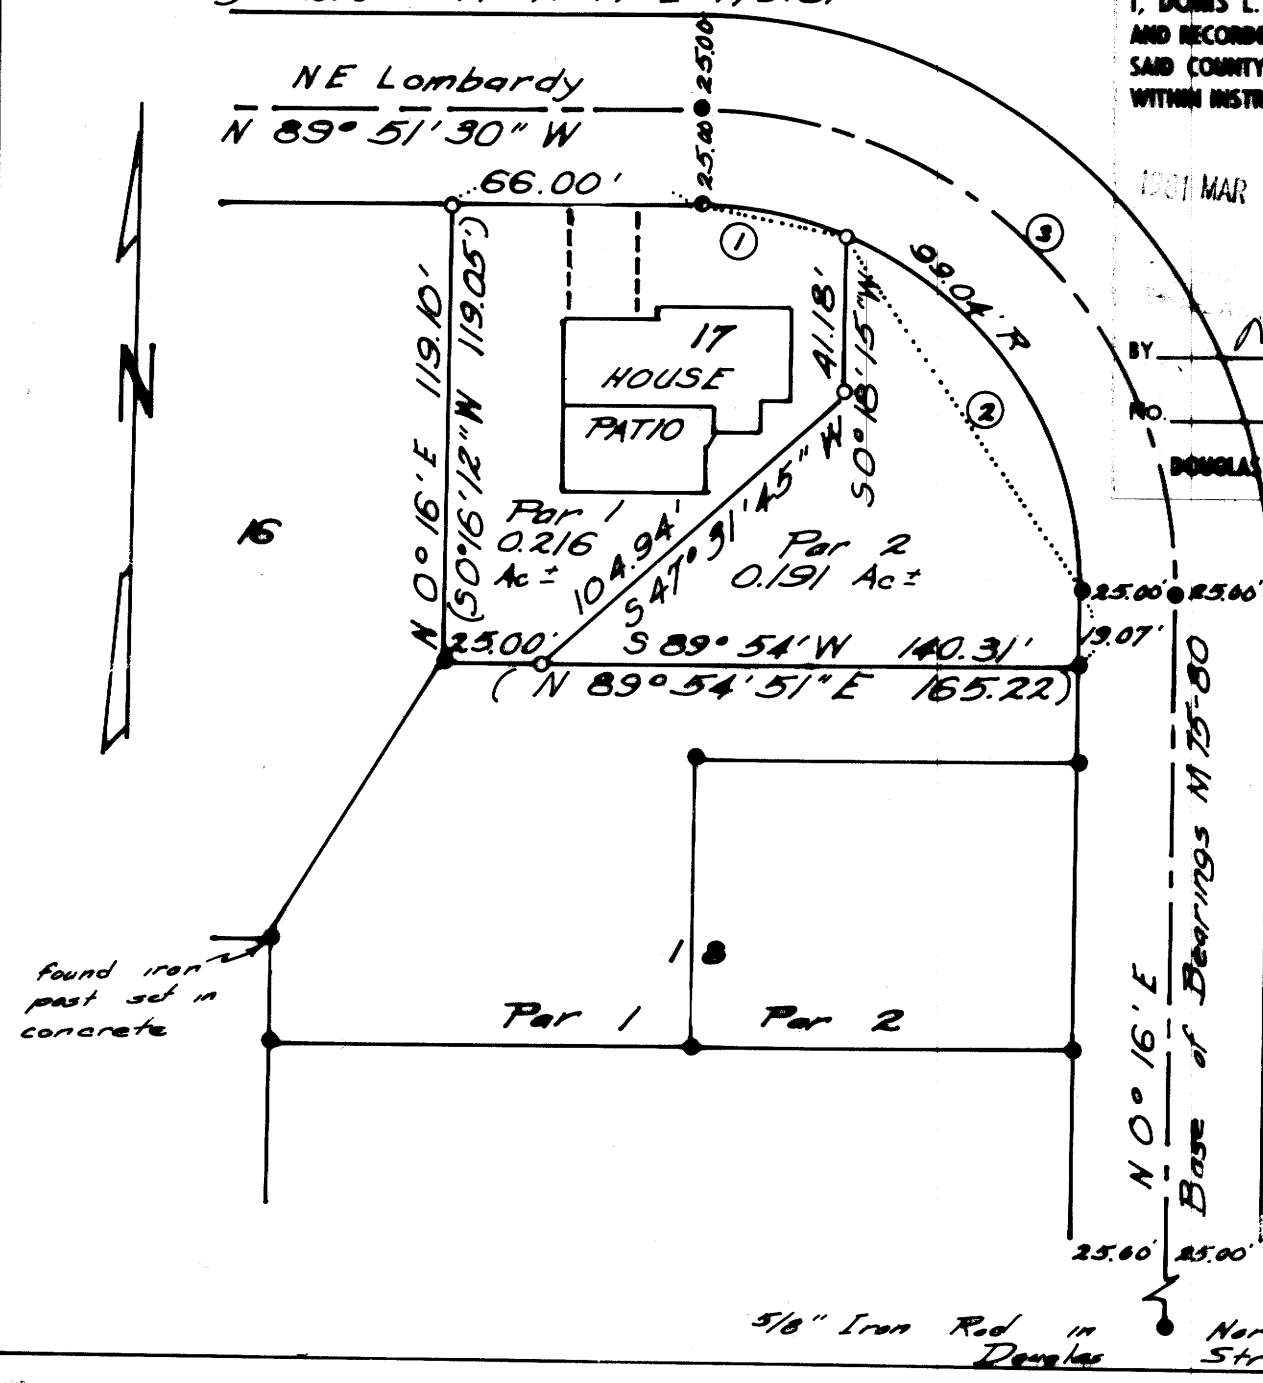 I, DORIS L.
AND RECORDE
SAID COUNTY
WITHIN INSTR
NE Lombardy
N 89° 51' 30" W
25.00
25.00
66.00'
1981 MAR
1
3
99.04' R
N 0° 16' E 119.10'
(S 0° 16' 12" W 119.05')
41.18'
S 0° 18' 15" W
17
HOUSE
PATIO
2
BY
NO.
DOUGLAS
N
16
Par 1
0.216
Ac ±
104.94'
S 47° 31' 45" W
Par 2
0.191 Ac ±
25.00'
25.00'
25.00'
S 89° 54' W 140.31'
19.07'
( N 89° 54' 51" E 165.22)
18
found iron
post set in
concrete
Par 1
Par 2
N 0° 16' E
Base of Bearings M 75-80
25.00'
25.00'
5/8" Iron Rod in
Nor
Douglas
Str